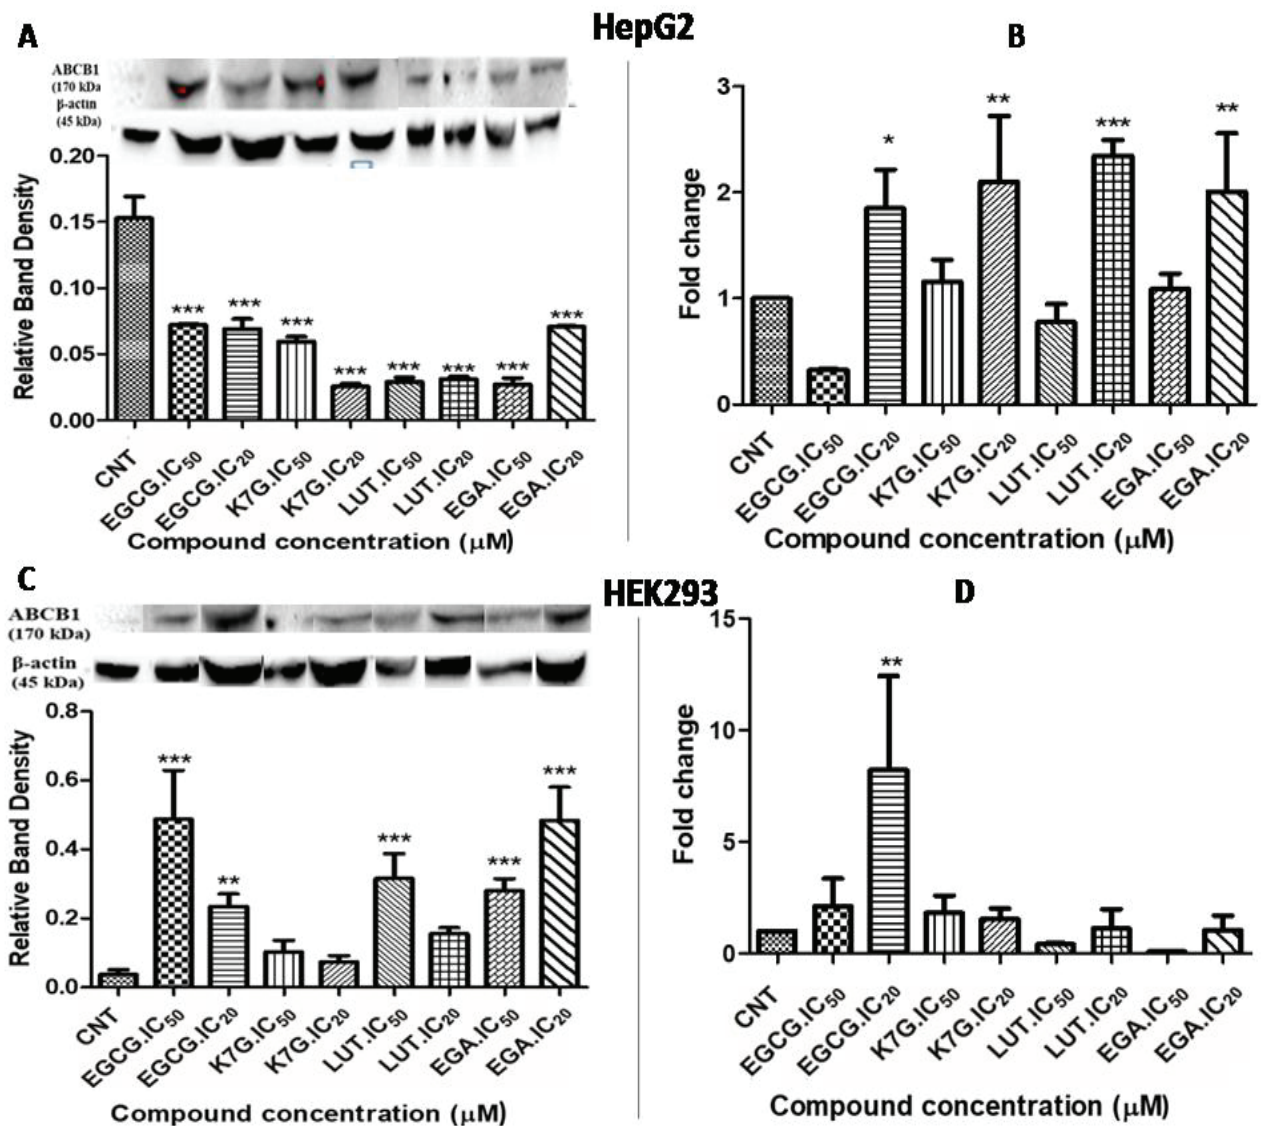 HepG2
A
ABCB1
(170 kDa
β-actin
(45 kDa)
0.20
0.15
0.10
0.05
0.00
Relative Band Density
*** *** *** *** *** *** *** ***
CNT EGCG.IC50 EGCG.IC20 K7G.IC50 K7G.IC20 LUT.IC50 LUT.IC20 EGA.IC50 EGA.IC20
Compound concentration (µM)
B
3
2
1
0
Fold change
* ** *** **
CNT EGCG.IC50 EGCG.IC20 K7G.IC50 K7G.IC20 LUT.IC50 LUT.IC20 EGA.IC50 EGA.IC20
Compound concentration (µM)
HEK293
C
ABCB1
(170 kDa)
β-actin
(45 kDa)
0.8
0.6
0.4
0.2
0.0
Relative Band Density
*** ** *** *** ***
CNT EGCG.IC50 EGCG.IC20 K7G.IC50 K7G.IC20 LUT.IC50 LUT.IC20 EGA.IC50 EGA.IC20
Compound concentration (µM)
D
15
10
5
0
Fold change
**
CNT EGCG.IC50 EGCG.IC20 K7G.IC50 K7G.IC20 LUT.IC50 LUT.IC20 EGA.IC50 EGA.IC20
Compound concentration (µM)